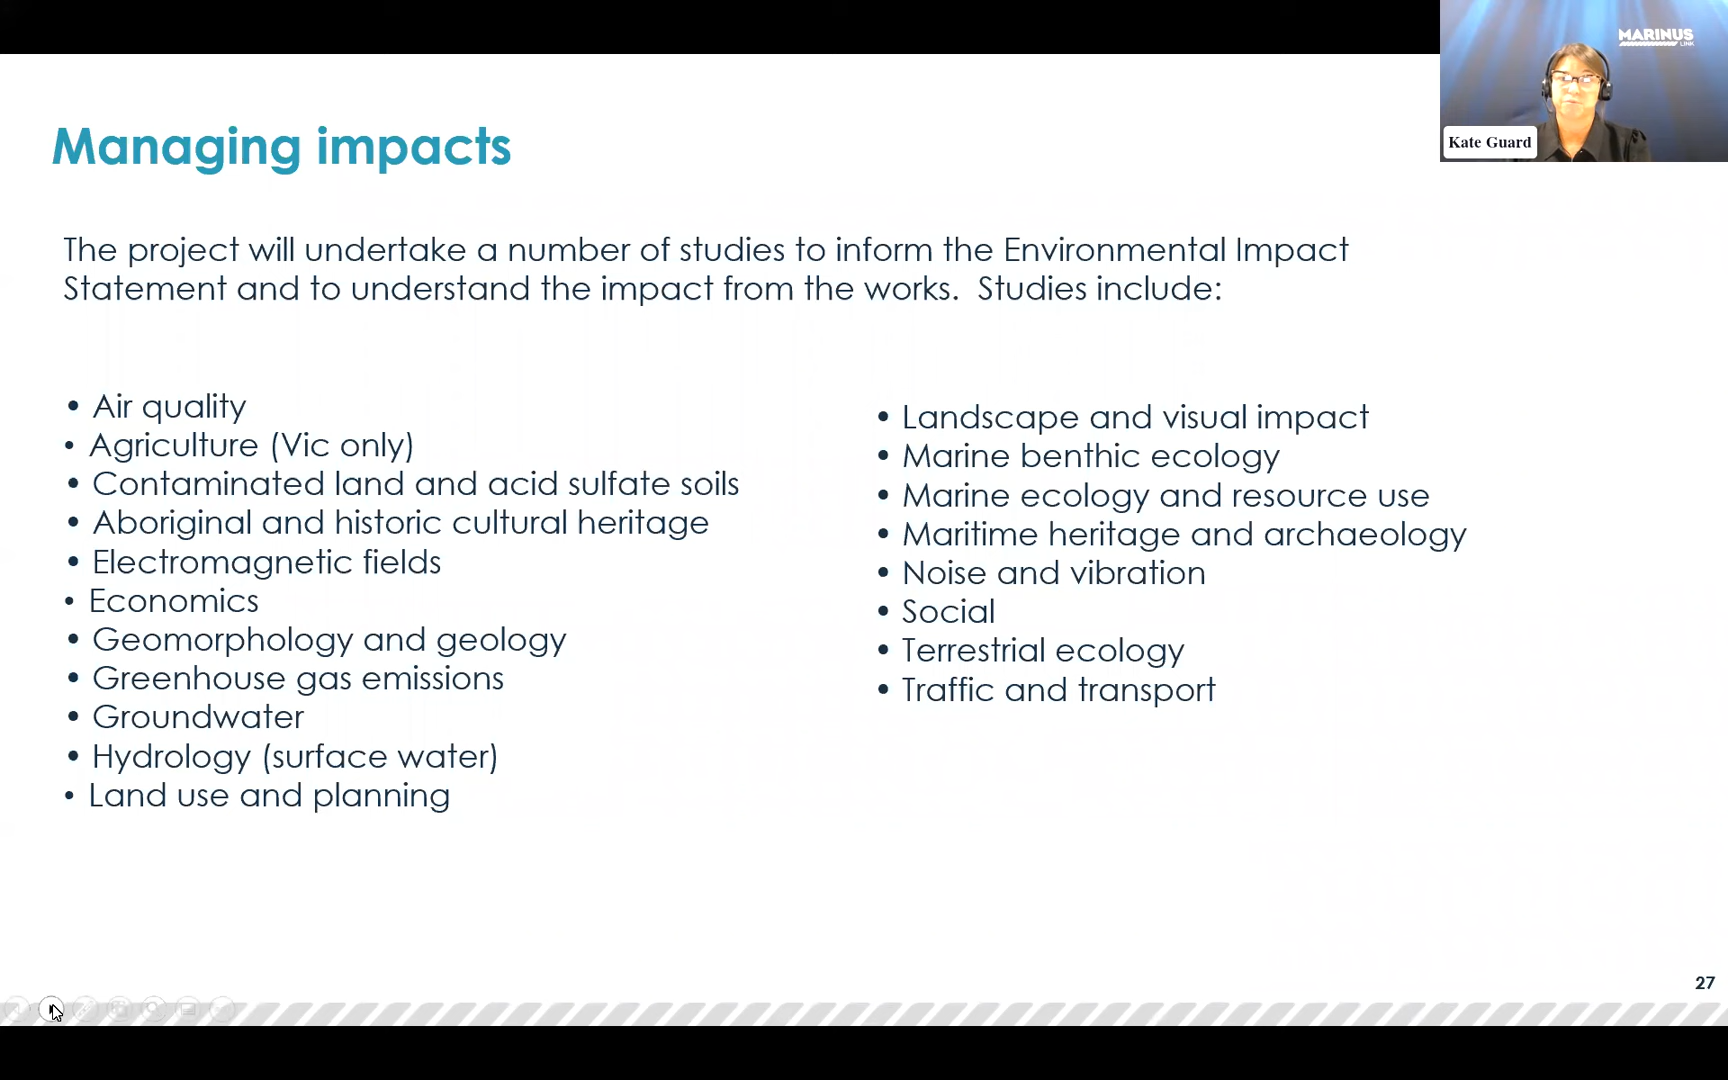 MARINUS
LINK
Kate Guard
Managing impacts
The project will undertake a number of studies to inform the Environmental Impact
Statement and to understand the impact from the works. Studies include:
• Air quality
• Agriculture (Vic only)
• Contaminated land and acid sulfate soils
• Aboriginal and historic cultural heritage
• Electromagnetic fields
• Economics
• Geomorphology and geology
• Greenhouse gas emissions
• Groundwater
• Hydrology (surface water)
• Land use and planning
• Landscape and visual impact
• Marine benthic ecology
• Marine ecology and resource use
• Maritime heritage and archaeology
• Noise and vibration
• Social
• Terrestrial ecology
• Traffic and transport
27